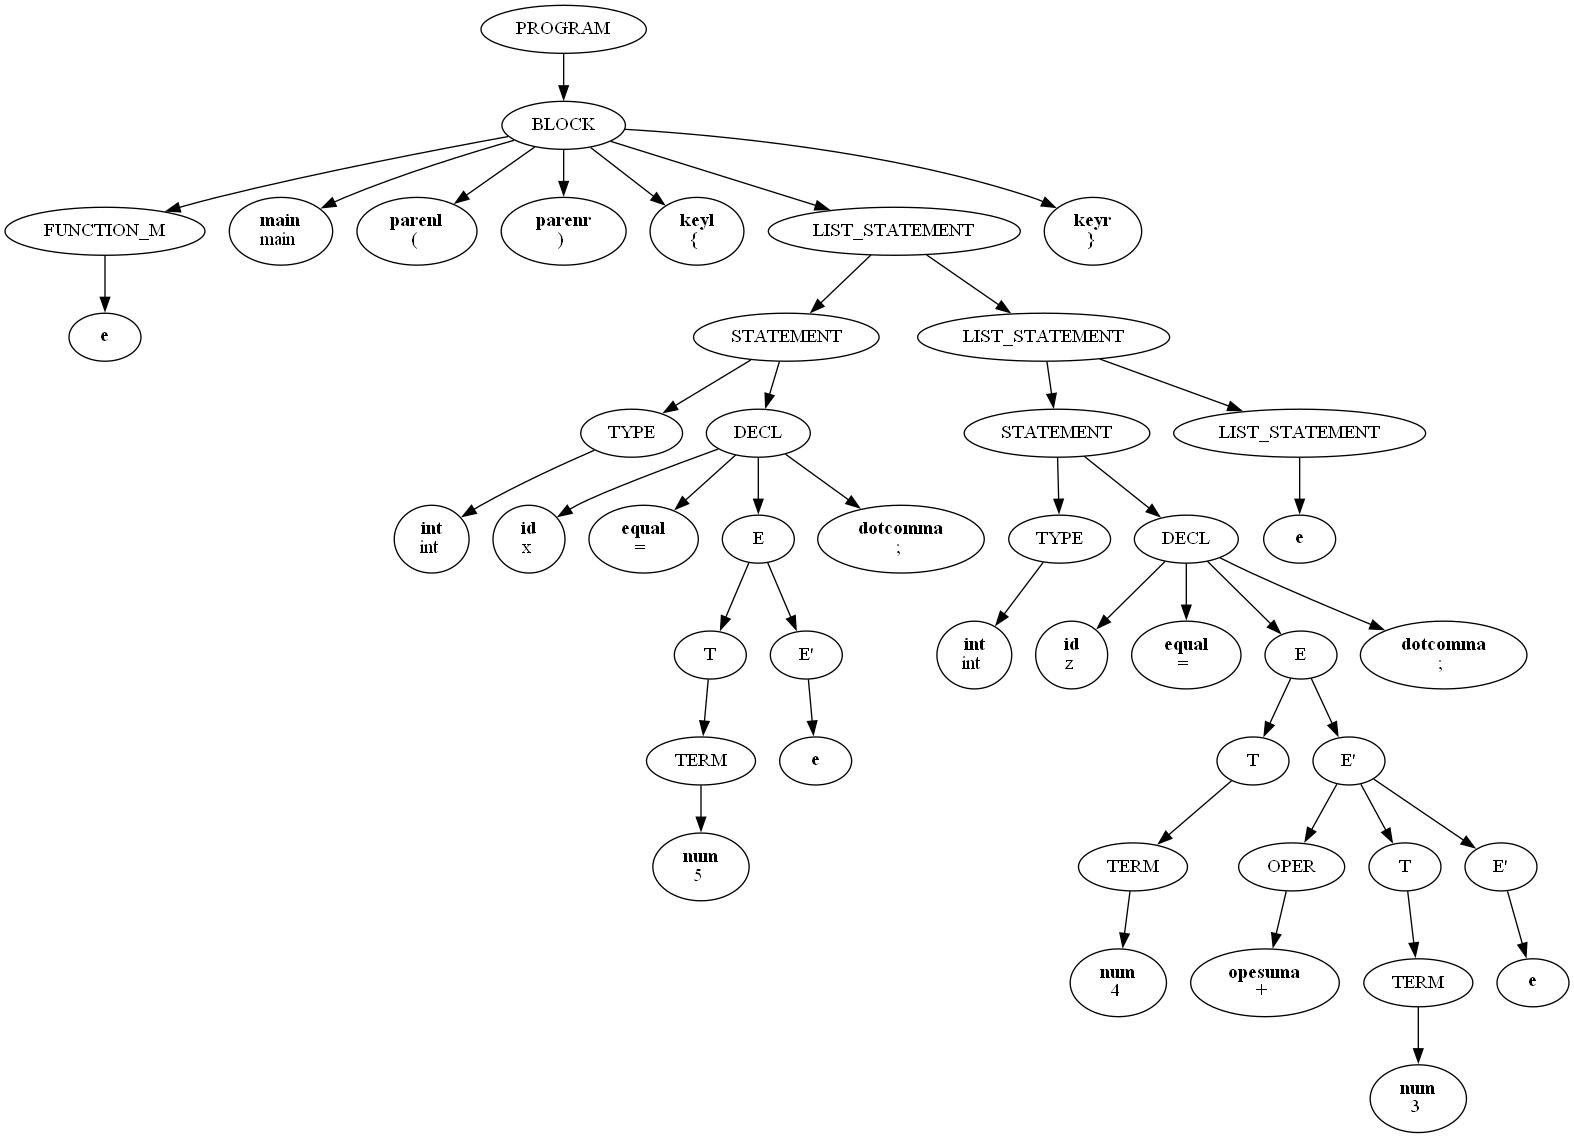 PROGRAM
BLOCK
FUNCTION_M
main
main
parenl
(
parenr
)
keyl
{
LIST_STATEMENT
keyr
}
e
STATEMENT
LIST_STATEMENT
TYPE
DECL
STATEMENT
LIST_STATEMENT
int
int
id
x
equal
=
E
dotcomma
;
TYPE
DECL
e
T
E'
int
int
id
z
equal
=
E
dotcomma
;
TERM
e
T
E'
num
5
TERM
OPER
T
E'
num
4
opesuma
+
TERM
e
num
3